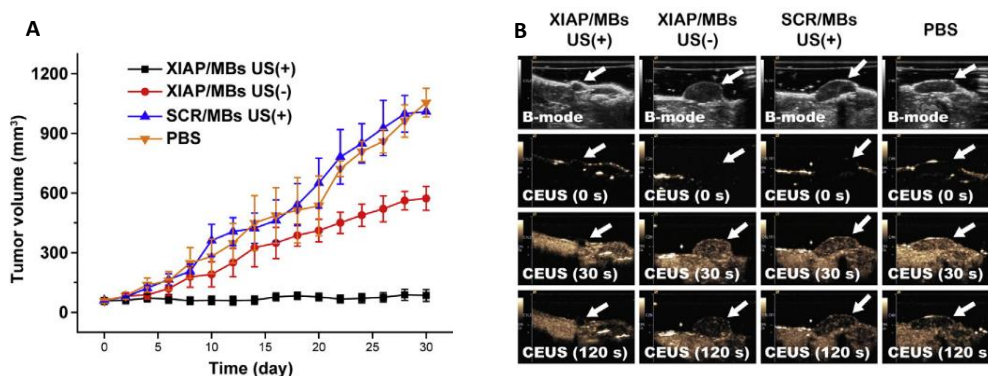 A
XIAP/MBs US(+)
XIAP/MBs US(-)
SCR/MBs US(+)
PBS
1200
900
600
300
0
Tumor volume (mm³)
0 5 10 15 20 25 30
Time (day)
B
XIAP/MBs US(+)
XIAP/MBs US(-)
SCR/MBs US(+)
PBS
B-mode B-mode B-mode B-mode
CEUS (0 s) CEUS (0 s) CEUS (0 s) CEUS (0 s)
CEUS (30 s) CEUS (30 s) CEUS (30 s) CEUS (30 s)
CEUS (120 s) CEUS (120 s) CEUS (120 s) CEUS (120 s)